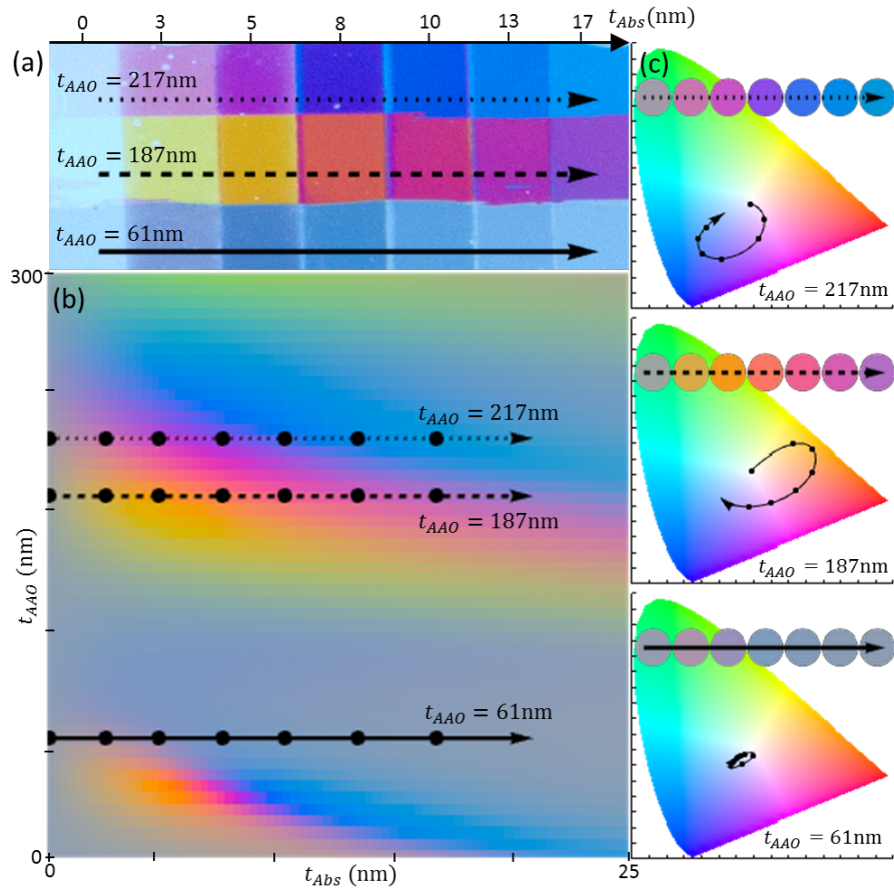 0 3 5 8 10 13 17 t_Abs(nm)
(a)
t_AAO = 217nm
t_AAO = 187nm
t_AAO = 61nm
300
(b)
t_AAO = 217nm
t_AAO = 187nm
t_AAO = 61nm
t_AAO (nm)
0
0 t_Abs (nm) 25
(c)
t_AAO = 217nm
t_AAO = 187nm
t_AAO = 61nm